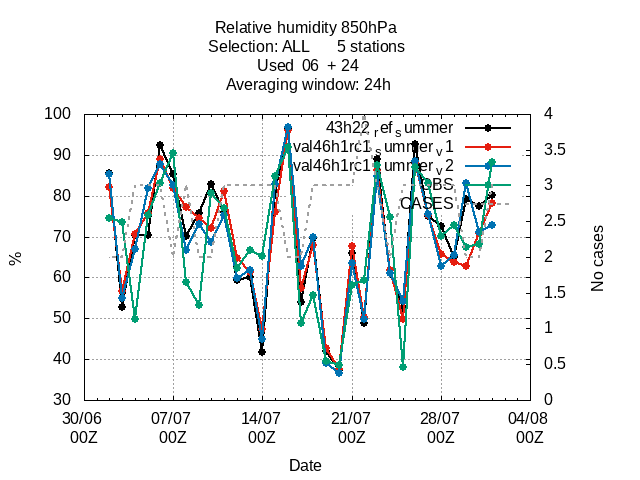 Relative humidity 850hPa
Selection: ALL 5 stations
Used 06 + 24
Averaging window: 24h
100 4
43h22_ref_summer
90 3.5
val46h1rc1_summer_v1
val46h1rc1_summer_v2
80 3
OBS
CASES
70 2.5
% 60 2 No cases
50 1.5
1
40 0.5
30 0
30/06 07/07 14/07 21/07 28/07 04/08
00Z 00Z 00Z 00Z 00Z 00Z
Date